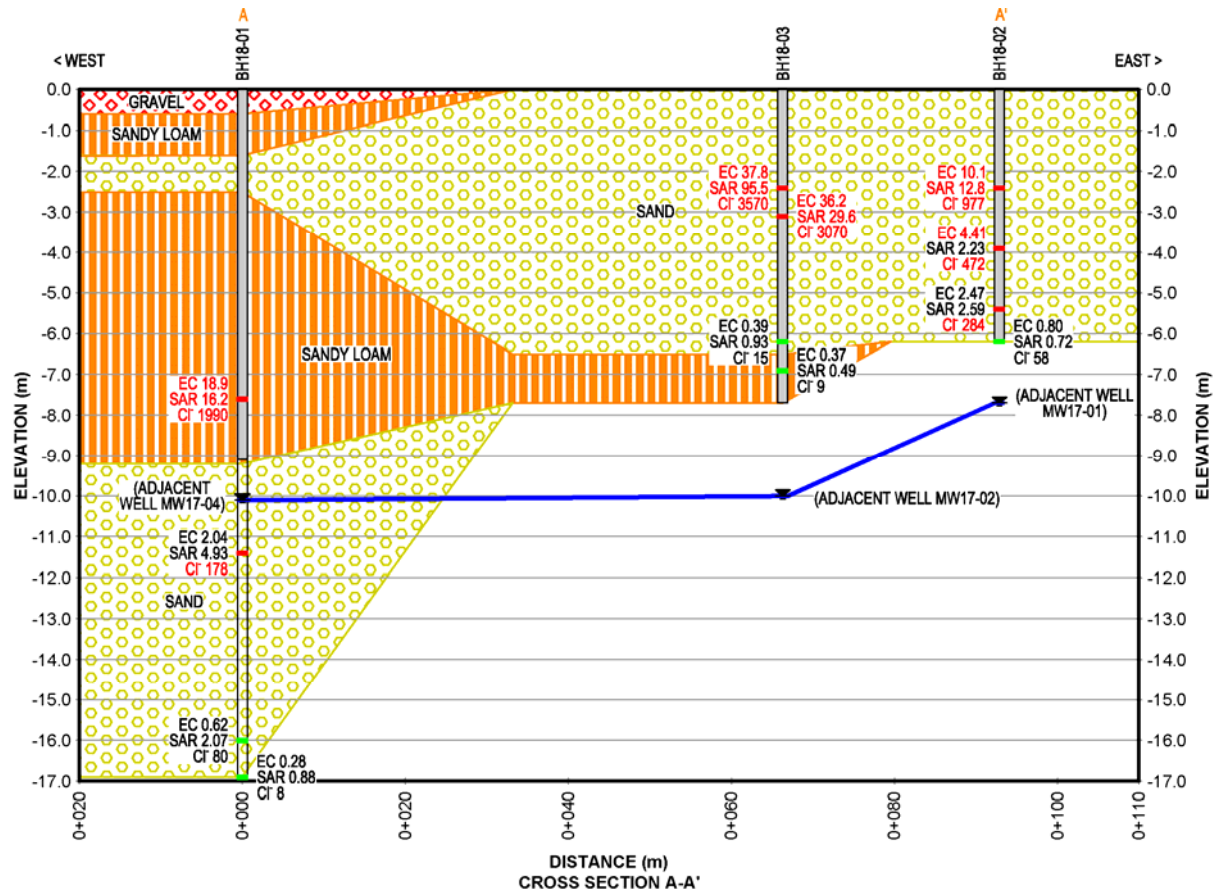 A
A'
BH18-01
BH18-03
BH18-02
< WEST
EAST >
0.0
-1.0
-2.0
-3.0
-4.0
-5.0
-6.0
-7.0
-8.0
-9.0
-10.0
-11.0
-12.0
-13.0
-14.0
-15.0
-16.0
-17.0
ELEVATION (m)
GRAVEL
SANDY LOAM
SANDY LOAM
EC 18.9
SAR 16.2
Cl⁻ 1990
(ADJACENT
WELL MW17-04)
EC 2.04
SAR 4.93
Cl⁻ 178
SAND
EC 0.62
SAR 2.07
Cl⁻ 80
EC 0.28
SAR 0.88
Cl⁻ 8
SAND
EC 37.8
SAR 95.5
Cl⁻ 3570
EC 36.2
SAR 29.6
Cl⁻ 3070
EC 0.39
SAR 0.93
Cl⁻ 15
EC 0.37
SAR 0.49
Cl⁻ 9
(ADJACENT WELL MW17-02)
EC 10.1
SAR 12.8
Cl⁻ 977
EC 4.41
SAR 2.23
Cl⁻ 472
EC 2.47
SAR 2.59
Cl⁻ 284
EC 0.80
SAR 0.72
Cl⁻ 58
(ADJACENT WELL
MW17-01)
0.0
-1.0
-2.0
-3.0
-4.0
-5.0
-6.0
-7.0
-8.0
-9.0
-10.0
-11.0
-12.0
-13.0
-14.0
-15.0
-16.0
-17.0
ELEVATION (m)
0+020
0+000
0+020
0+040
0+060
0+080
0+100
0+110
DISTANCE (m)
CROSS SECTION A-A'